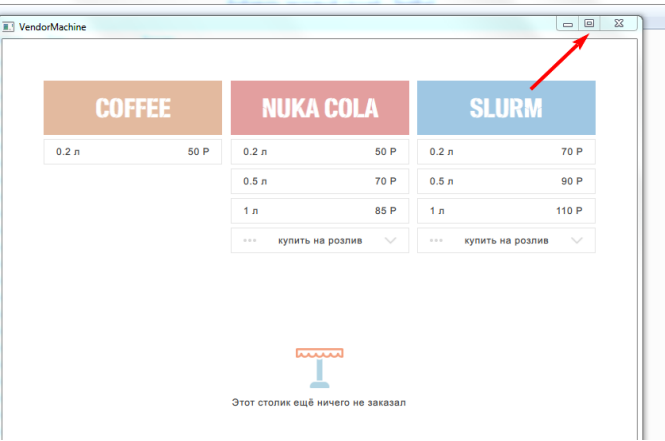 VendorMachine
COFFEE NUKA COLA SLURM
0.2 л 50 Р 0.2 л 50 Р 0.2 л 70 Р
0.5 л 70 Р 0.5 л 90 Р
1 л 85 Р 1 л 110 Р
купить на розлив купить на розлив
Этот столик ещё ничего не заказал